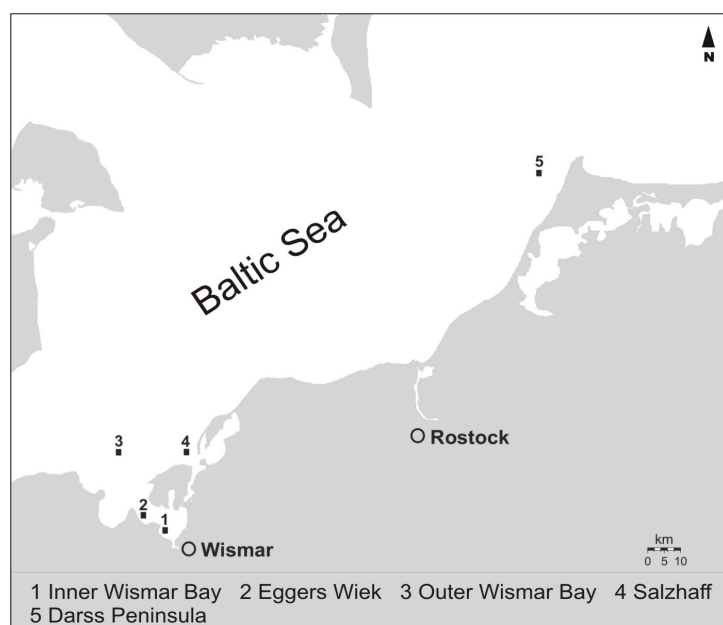 N
5
Baltic Sea
3
4
Rostock
2
1
Wismar
km
0 5 10
1 Inner Wismar Bay 2 Eggers Wiek 3 Outer Wismar Bay 4 Salzhaff
5 Darss Peninsula